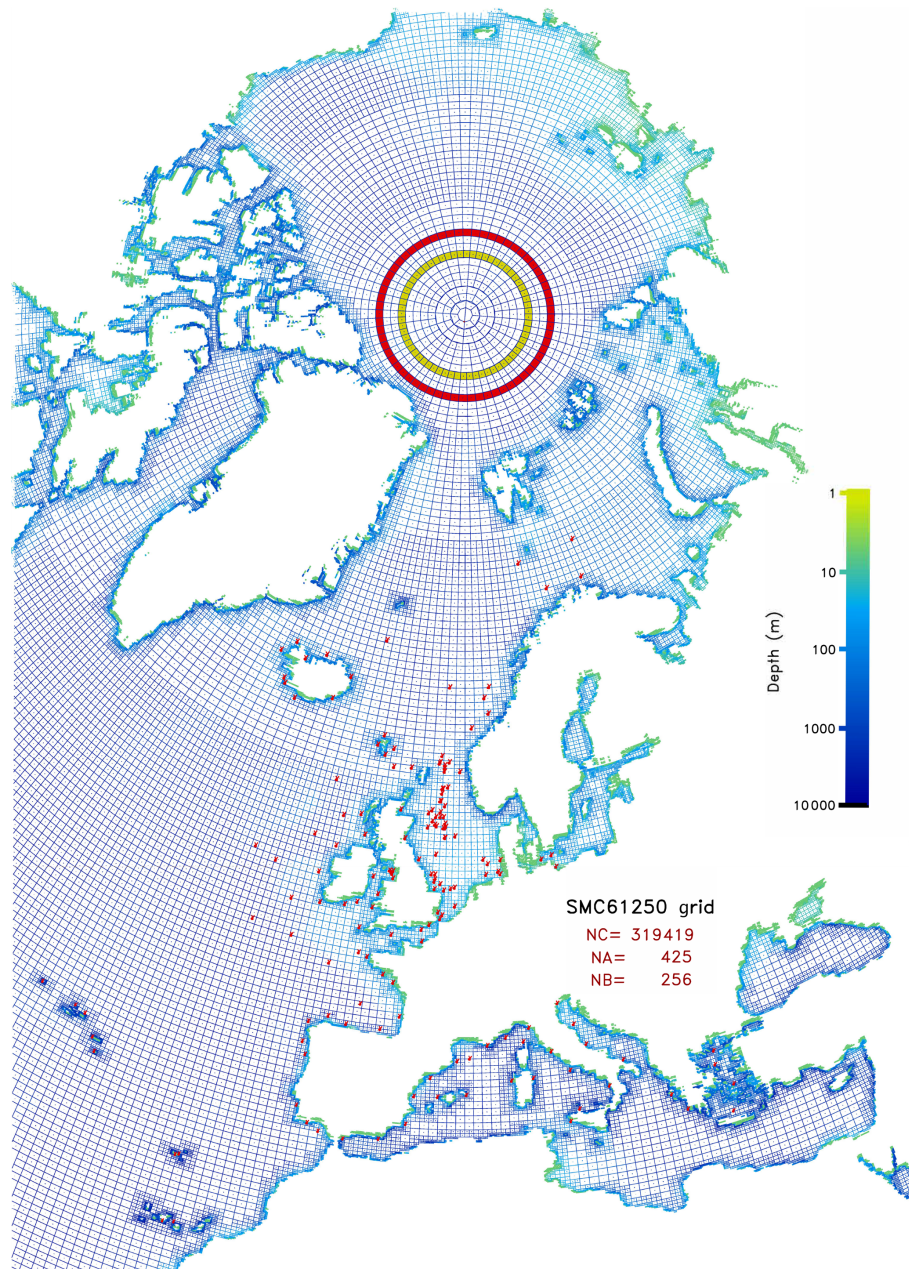 1
10
100
1000
10000
Depth (m)
SMC61250 grid
NC= 319419
NA= 425
NB= 256